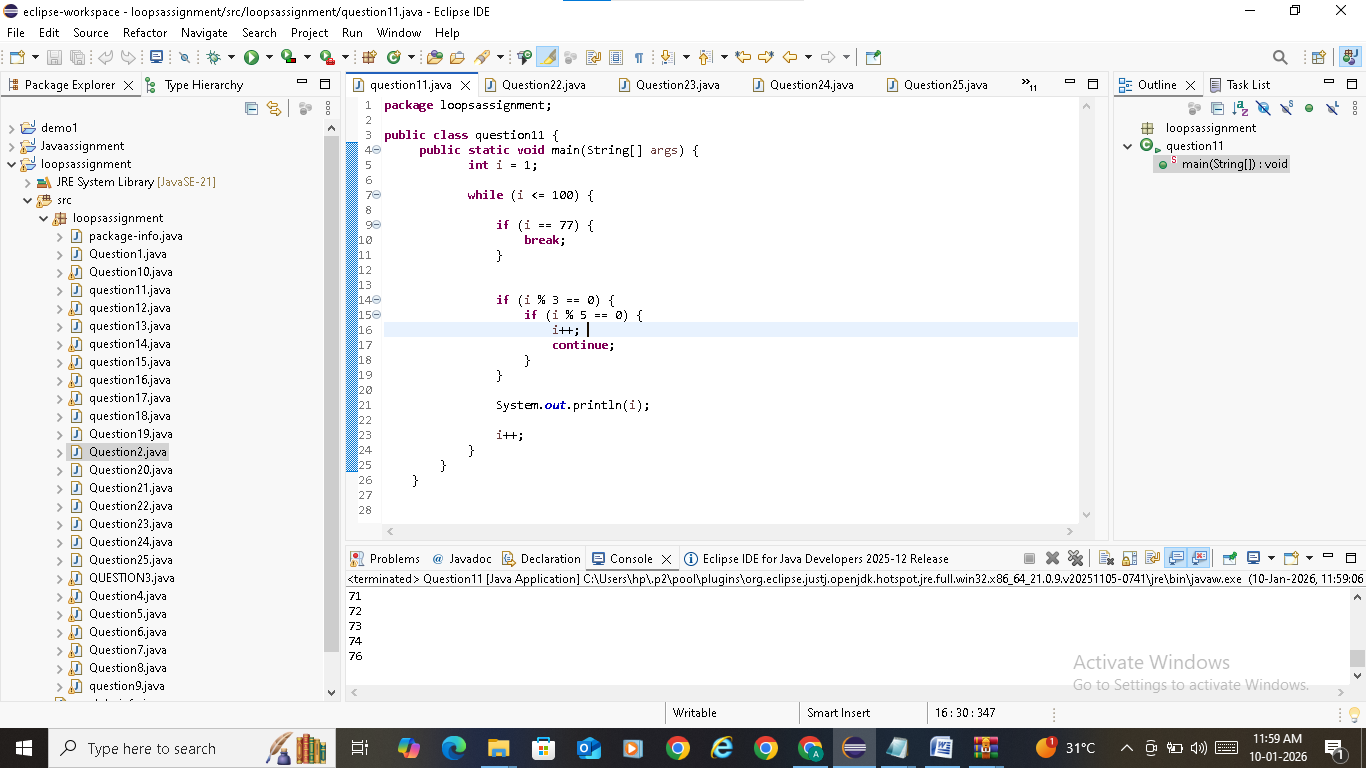 eclipse-workspace - loopsassignment/src/loopsassignment/question11.java - Eclipse IDE
File Edit Source Refactor Navigate Search Project Run Window Help
Package Explorer Type Hierarchy
demo1
Javaassignment
loopsassignment
JRE System Library [JavaSE-21]
src
loopsassignment
package-info.java
Question1.java
Question10.java
question11.java
question12.java
question13.java
question14.java
question15.java
question16.java
question17.java
question18.java
Question19.java
Question2.java
Question20.java
Question21.java
Question22.java
Question23.java
Question24.java
Question25.java
QUESTION3.java
Question4.java
Question5.java
Question6.java
Question7.java
Question8.java
question9.java
question11.java Question22.java Question23.java Question24.java Question25.java »11
1 package loopsassignment;
2
3 public class question11 {
4 public static void main(String[] args) {
5 int i = 1;
6
7 while (i <= 100) {
8
9 if (i == 77) {
10 break;
11 }
12
13
14 if (i % 3 == 0) {
15 if (i % 5 == 0) {
16 i++;
17 continue;
18 }
19 }
20
21 System.out.println(i);
22
23 i++;
24 }
25 }
26 }
27
28
Outline Task List
loopsassignment
question11
main(String[]) : void
Problems Javadoc Declaration Console Eclipse IDE for Java Developers 2025-12 Release
<terminated> Question11 [Java Application] C:\Users\hp\.p2\pool\plugins\org.eclipse.justj.openjdk.hotspot.jre.full.win32.x86_64_21.0.9.v20251105-0741\jre\bin\javaw.exe (10-Jan-2026, 11:59:06
71
72
73
74
76
Activate Windows
Go to Settings to activate Windows.
Writable Smart Insert 16 : 30 : 347
Type here to search 1 31°C 11:59 AM
10-01-2026 1